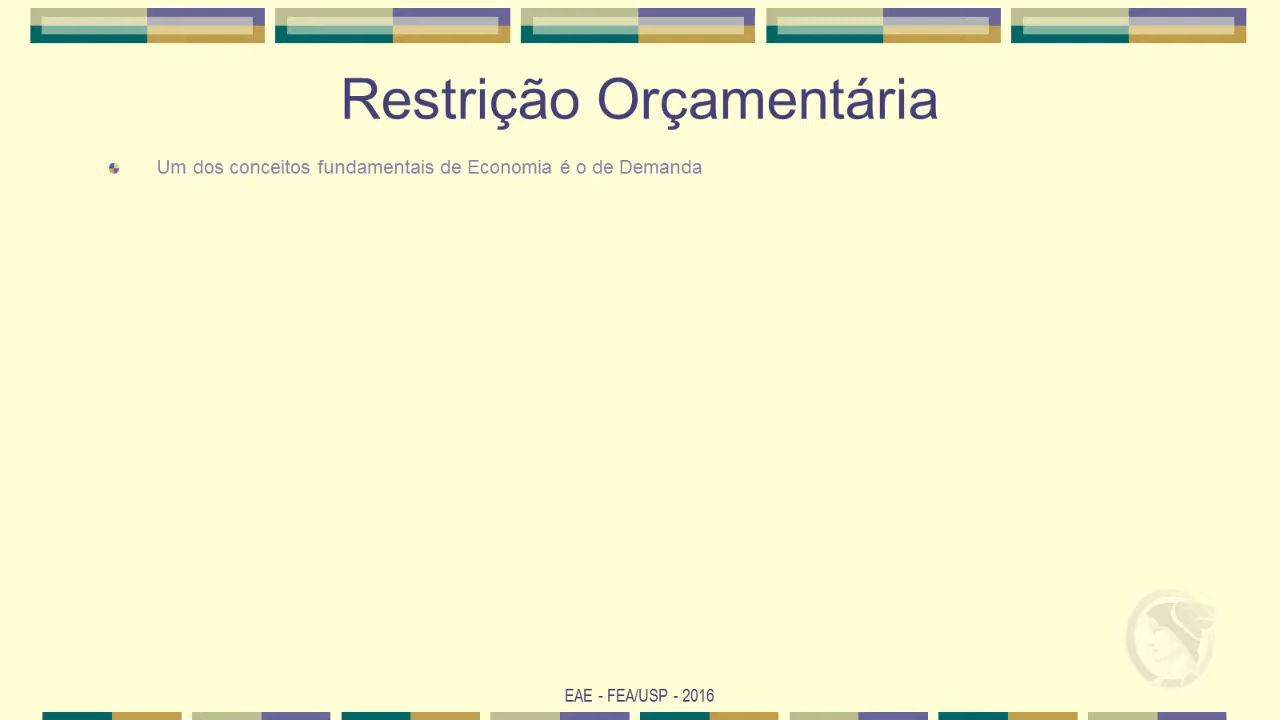 Restrição Orçamentária
Um dos conceitos fundamentais de Economia é o de Demanda
EAE - FEA/USP - 2016